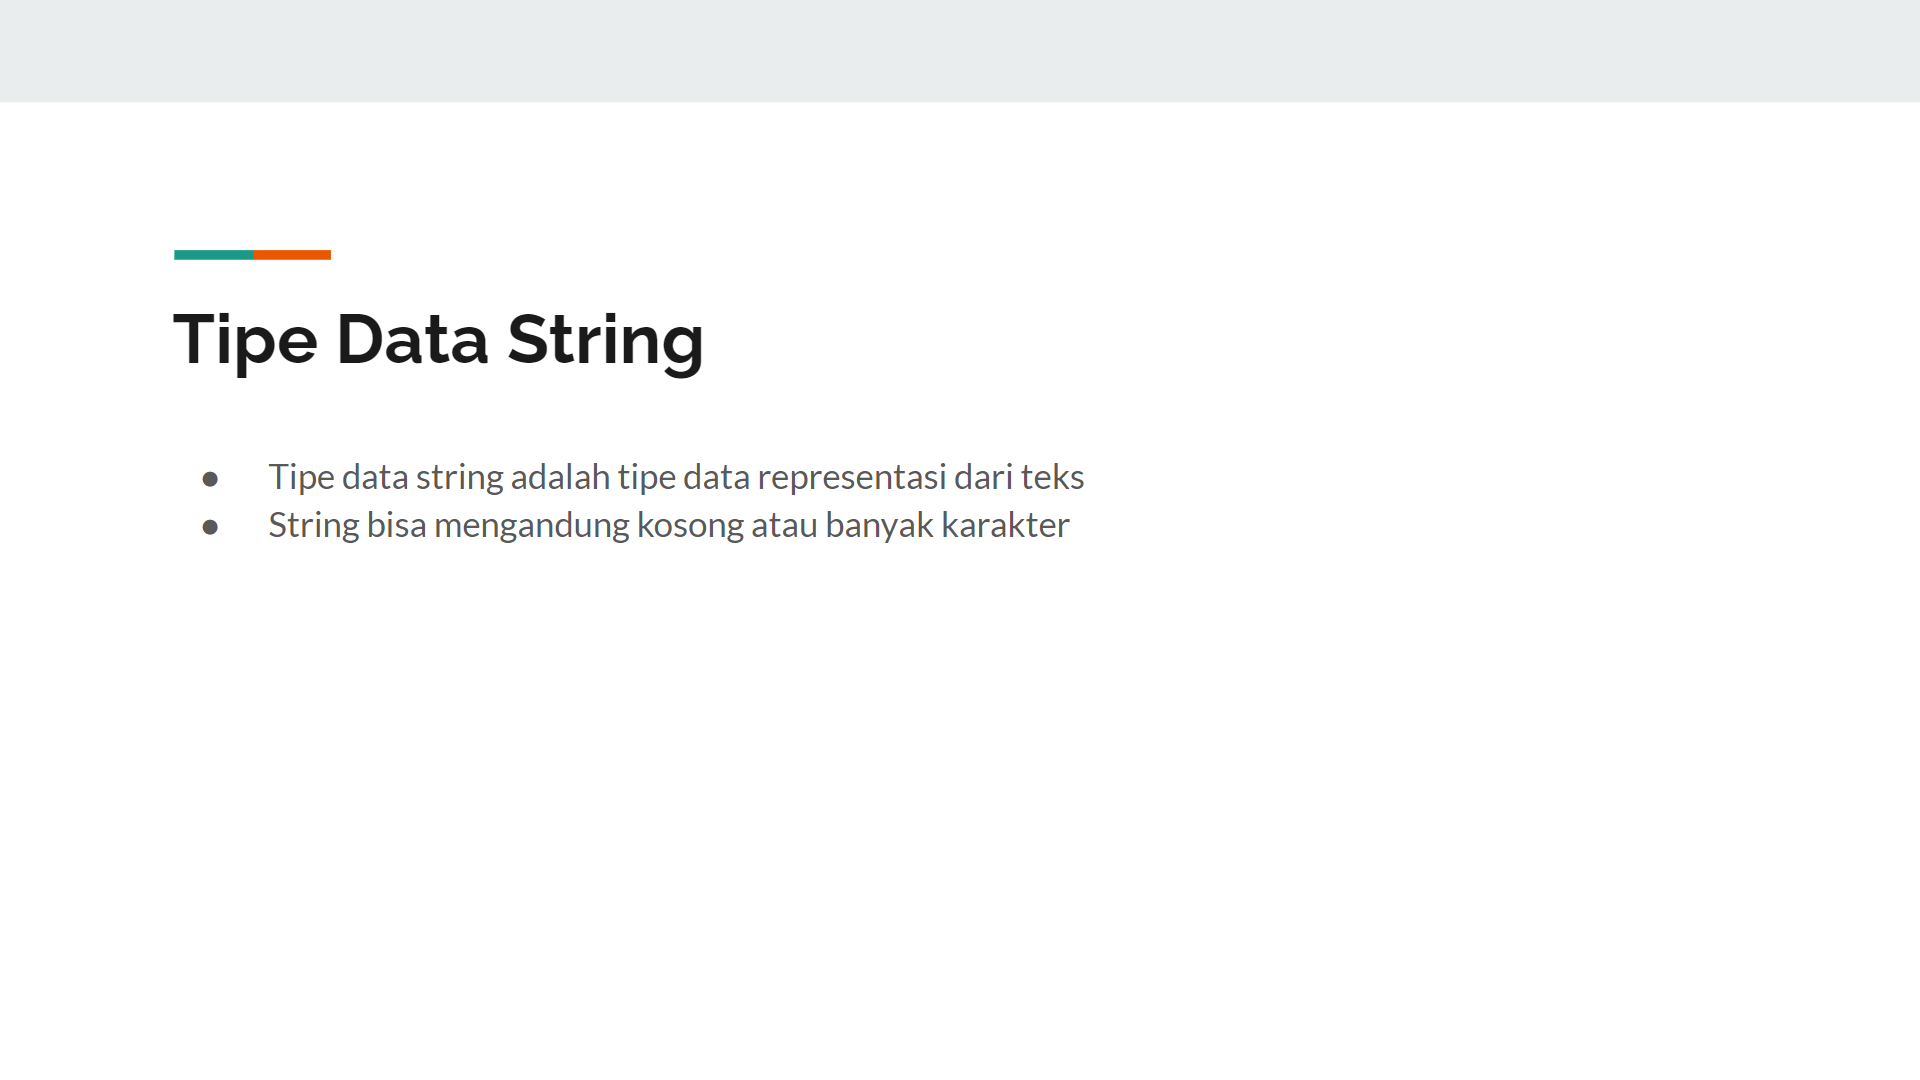 Tipe Data String
● Tipe data string adalah tipe data representasi dari teks
● String bisa mengandung kosong atau banyak karakter